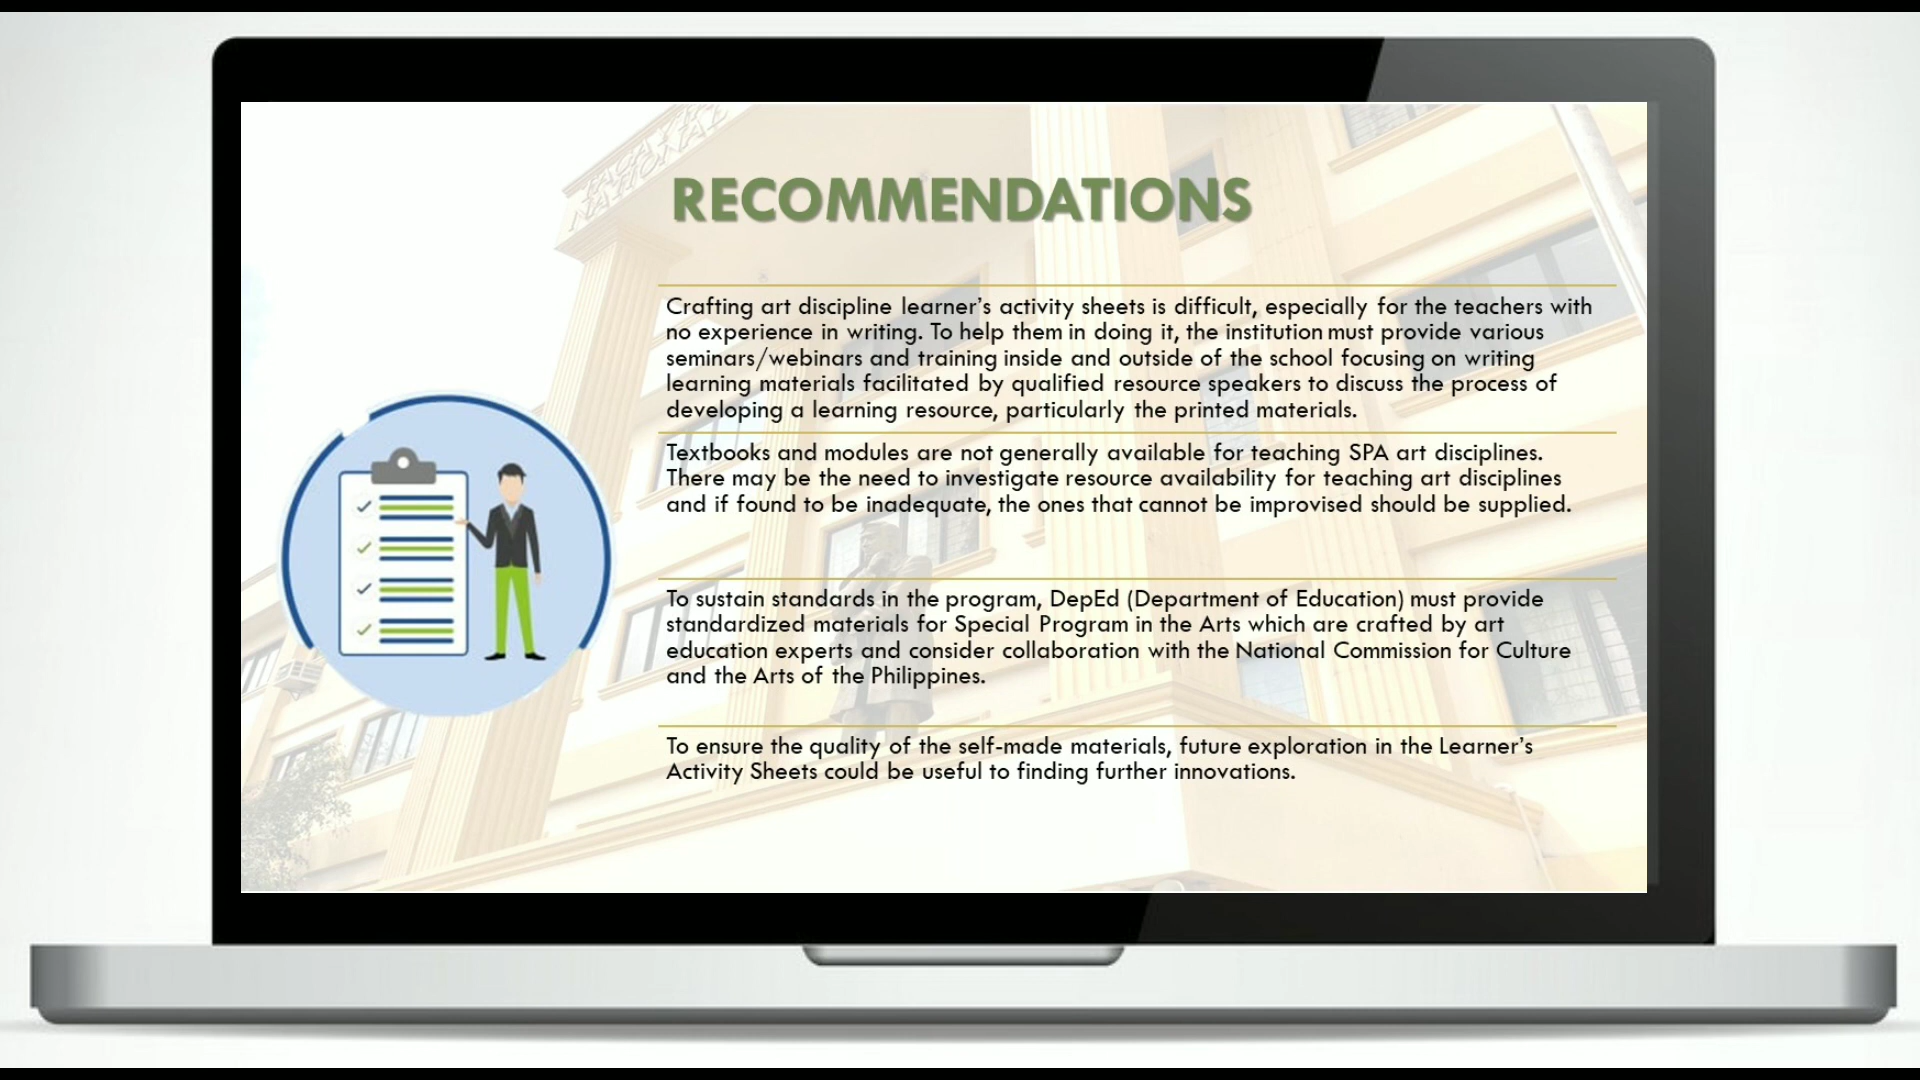 RECOMMENDATIONS
Crafting art discipline learner’s activity sheets is difficult, especially for the teachers with
no experience in writing. To help them in doing it, the institution must provide various
seminars/webinars and training inside and outside of the school focusing on writing
learning materials facilitated by qualified resource speakers to discuss the process of
developing a learning resource, particularly the printed materials.
Textbooks and modules are not generally available for teaching SPA art disciplines.
There may be the need to investigate resource availability for teaching art disciplines
and if found to be inadequate, the ones that cannot be improvised should be supplied.
To sustain standards in the program, DepEd (Department of Education) must provide
standardized materials for Special Program in the Arts which are crafted by art
education experts and consider collaboration with the National Commission for Culture
and the Arts of the Philippines.
To ensure the quality of the self-made materials, future exploration in the Learner’s
Activity Sheets could be useful to finding further innovations.